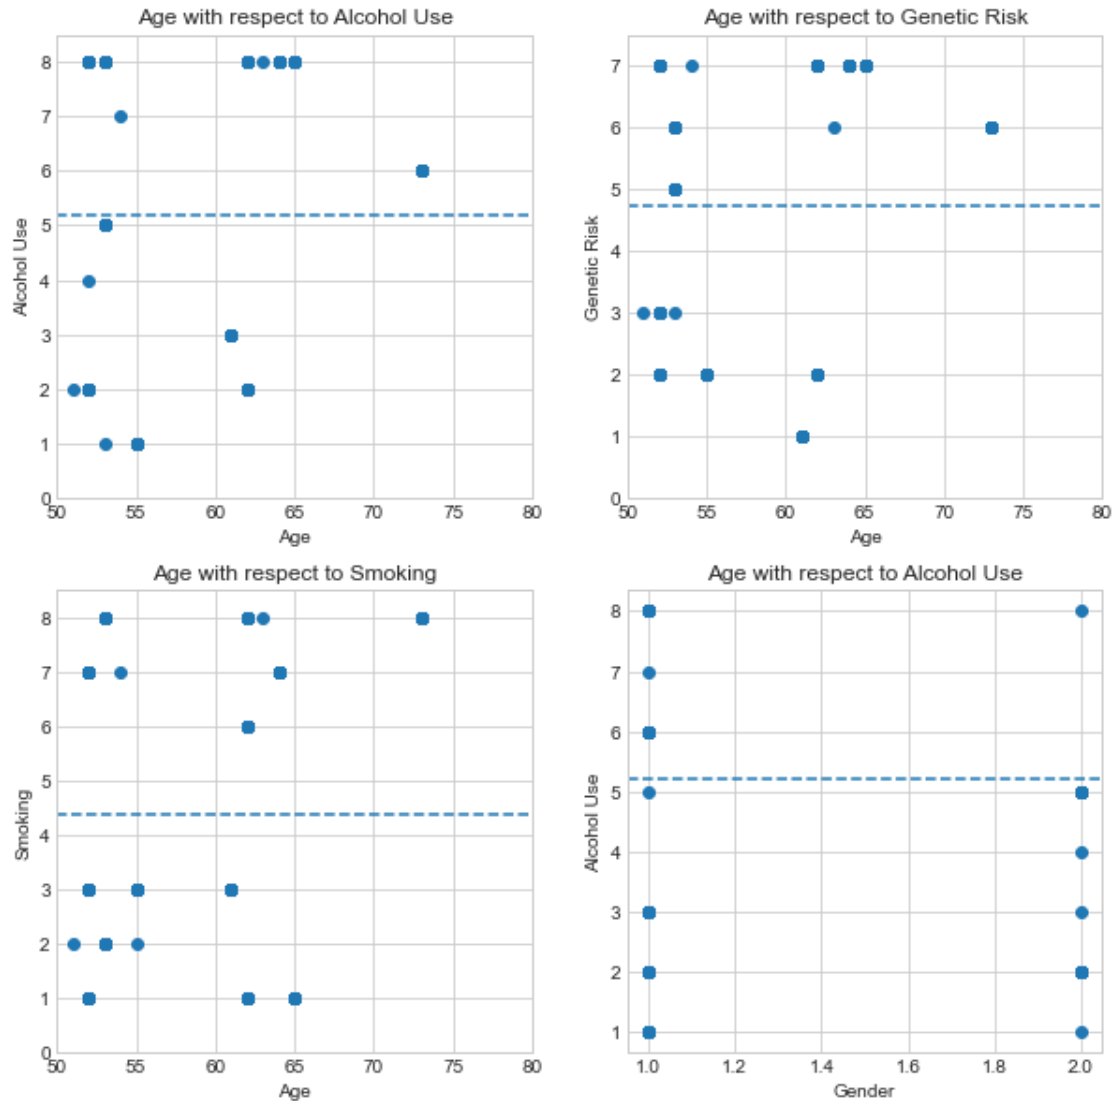 Age with respect to Alcohol Use
8
7
6
5
4
3
2
1
0
Alcohol Use
50 55 60 65 70 75 80
Age
Age with respect to Genetic Risk
7
6
5
4
3
2
1
0
Genetic Risk
50 55 60 65 70 75 80
Age
Age with respect to Smoking
8
7
6
5
4
3
2
1
0
Smoking
50 55 60 65 70 75 80
Age
Age with respect to Alcohol Use
8
7
6
5
4
3
2
1
Alcohol Use
1.0 1.2 1.4 1.6 1.8 2.0
Gender